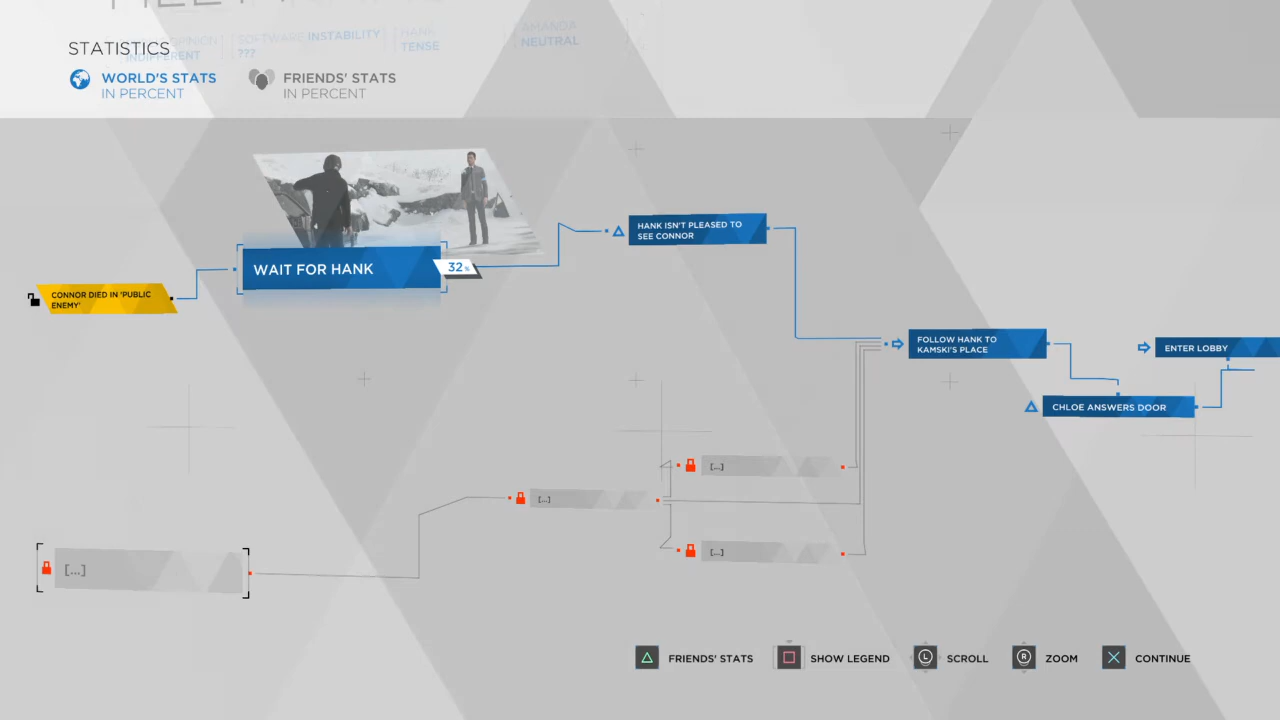 STATISTICS
SOFTWARE INSTABILITY
???
HANK
TENSE
AMANDA
NEUTRAL
INDIFFERENT
WORLD'S STATS
IN PERCENT
FRIENDS' STATS
IN PERCENT
HANK ISN'T PLEASED TO
SEE CONNOR
WAIT FOR HANK
32%
CONNOR DIED IN 'PUBLIC
ENEMY'
FOLLOW HANK TO
KAMSKI'S PLACE
ENTER LOBBY
CHLOE ANSWERS DOOR
[...]
[...]
[...]
[...]
FRIENDS' STATS
SHOW LEGEND
L
SCROLL
R
ZOOM
CONTINUE